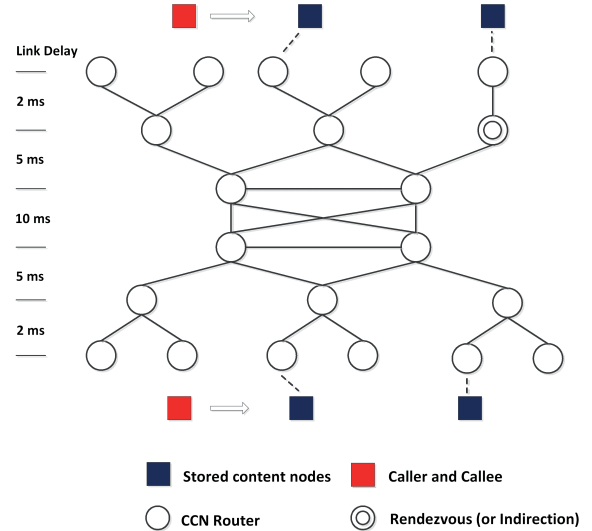 Link Delay
2 ms
5 ms
10 ms
5 ms
2 ms
Stored content nodes
Caller and Callee
CCN Router
Rendezvous (or Indirection)